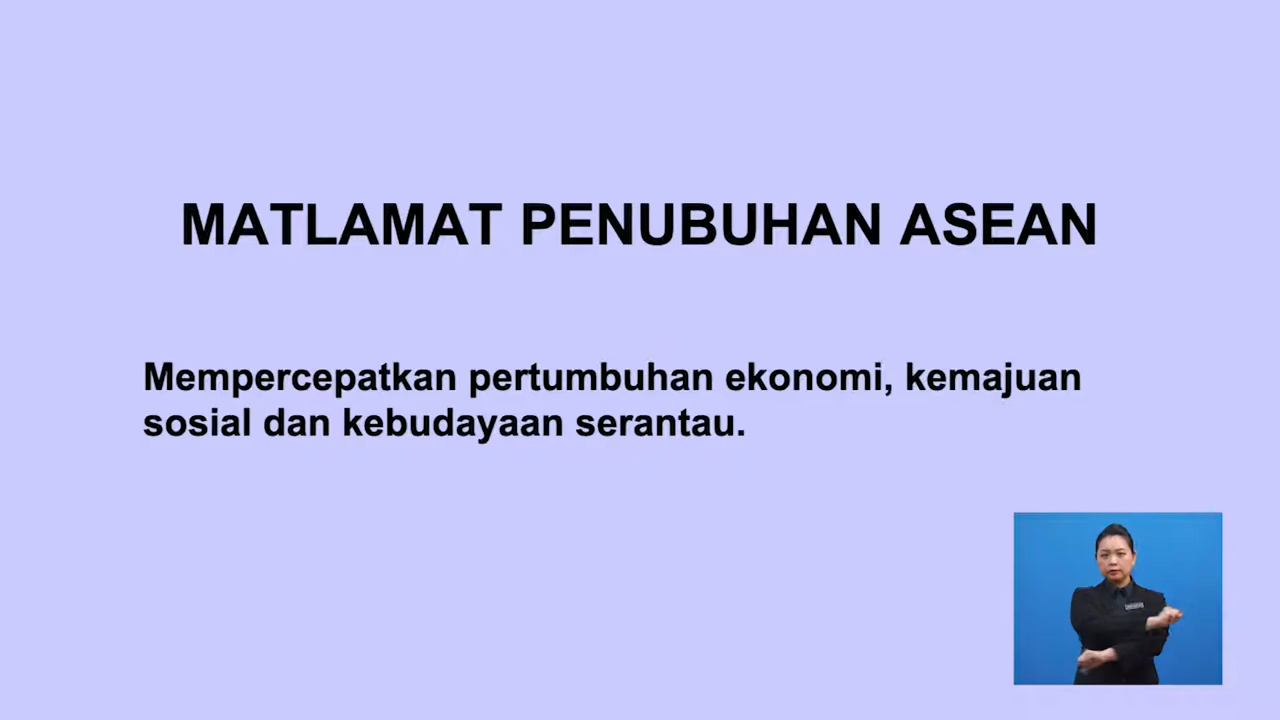 MATLAMAT PENUBUHAN ASEAN
Mempercepatkan pertumbuhan ekonomi, kemajuan
sosial dan kebudayaan serantau.